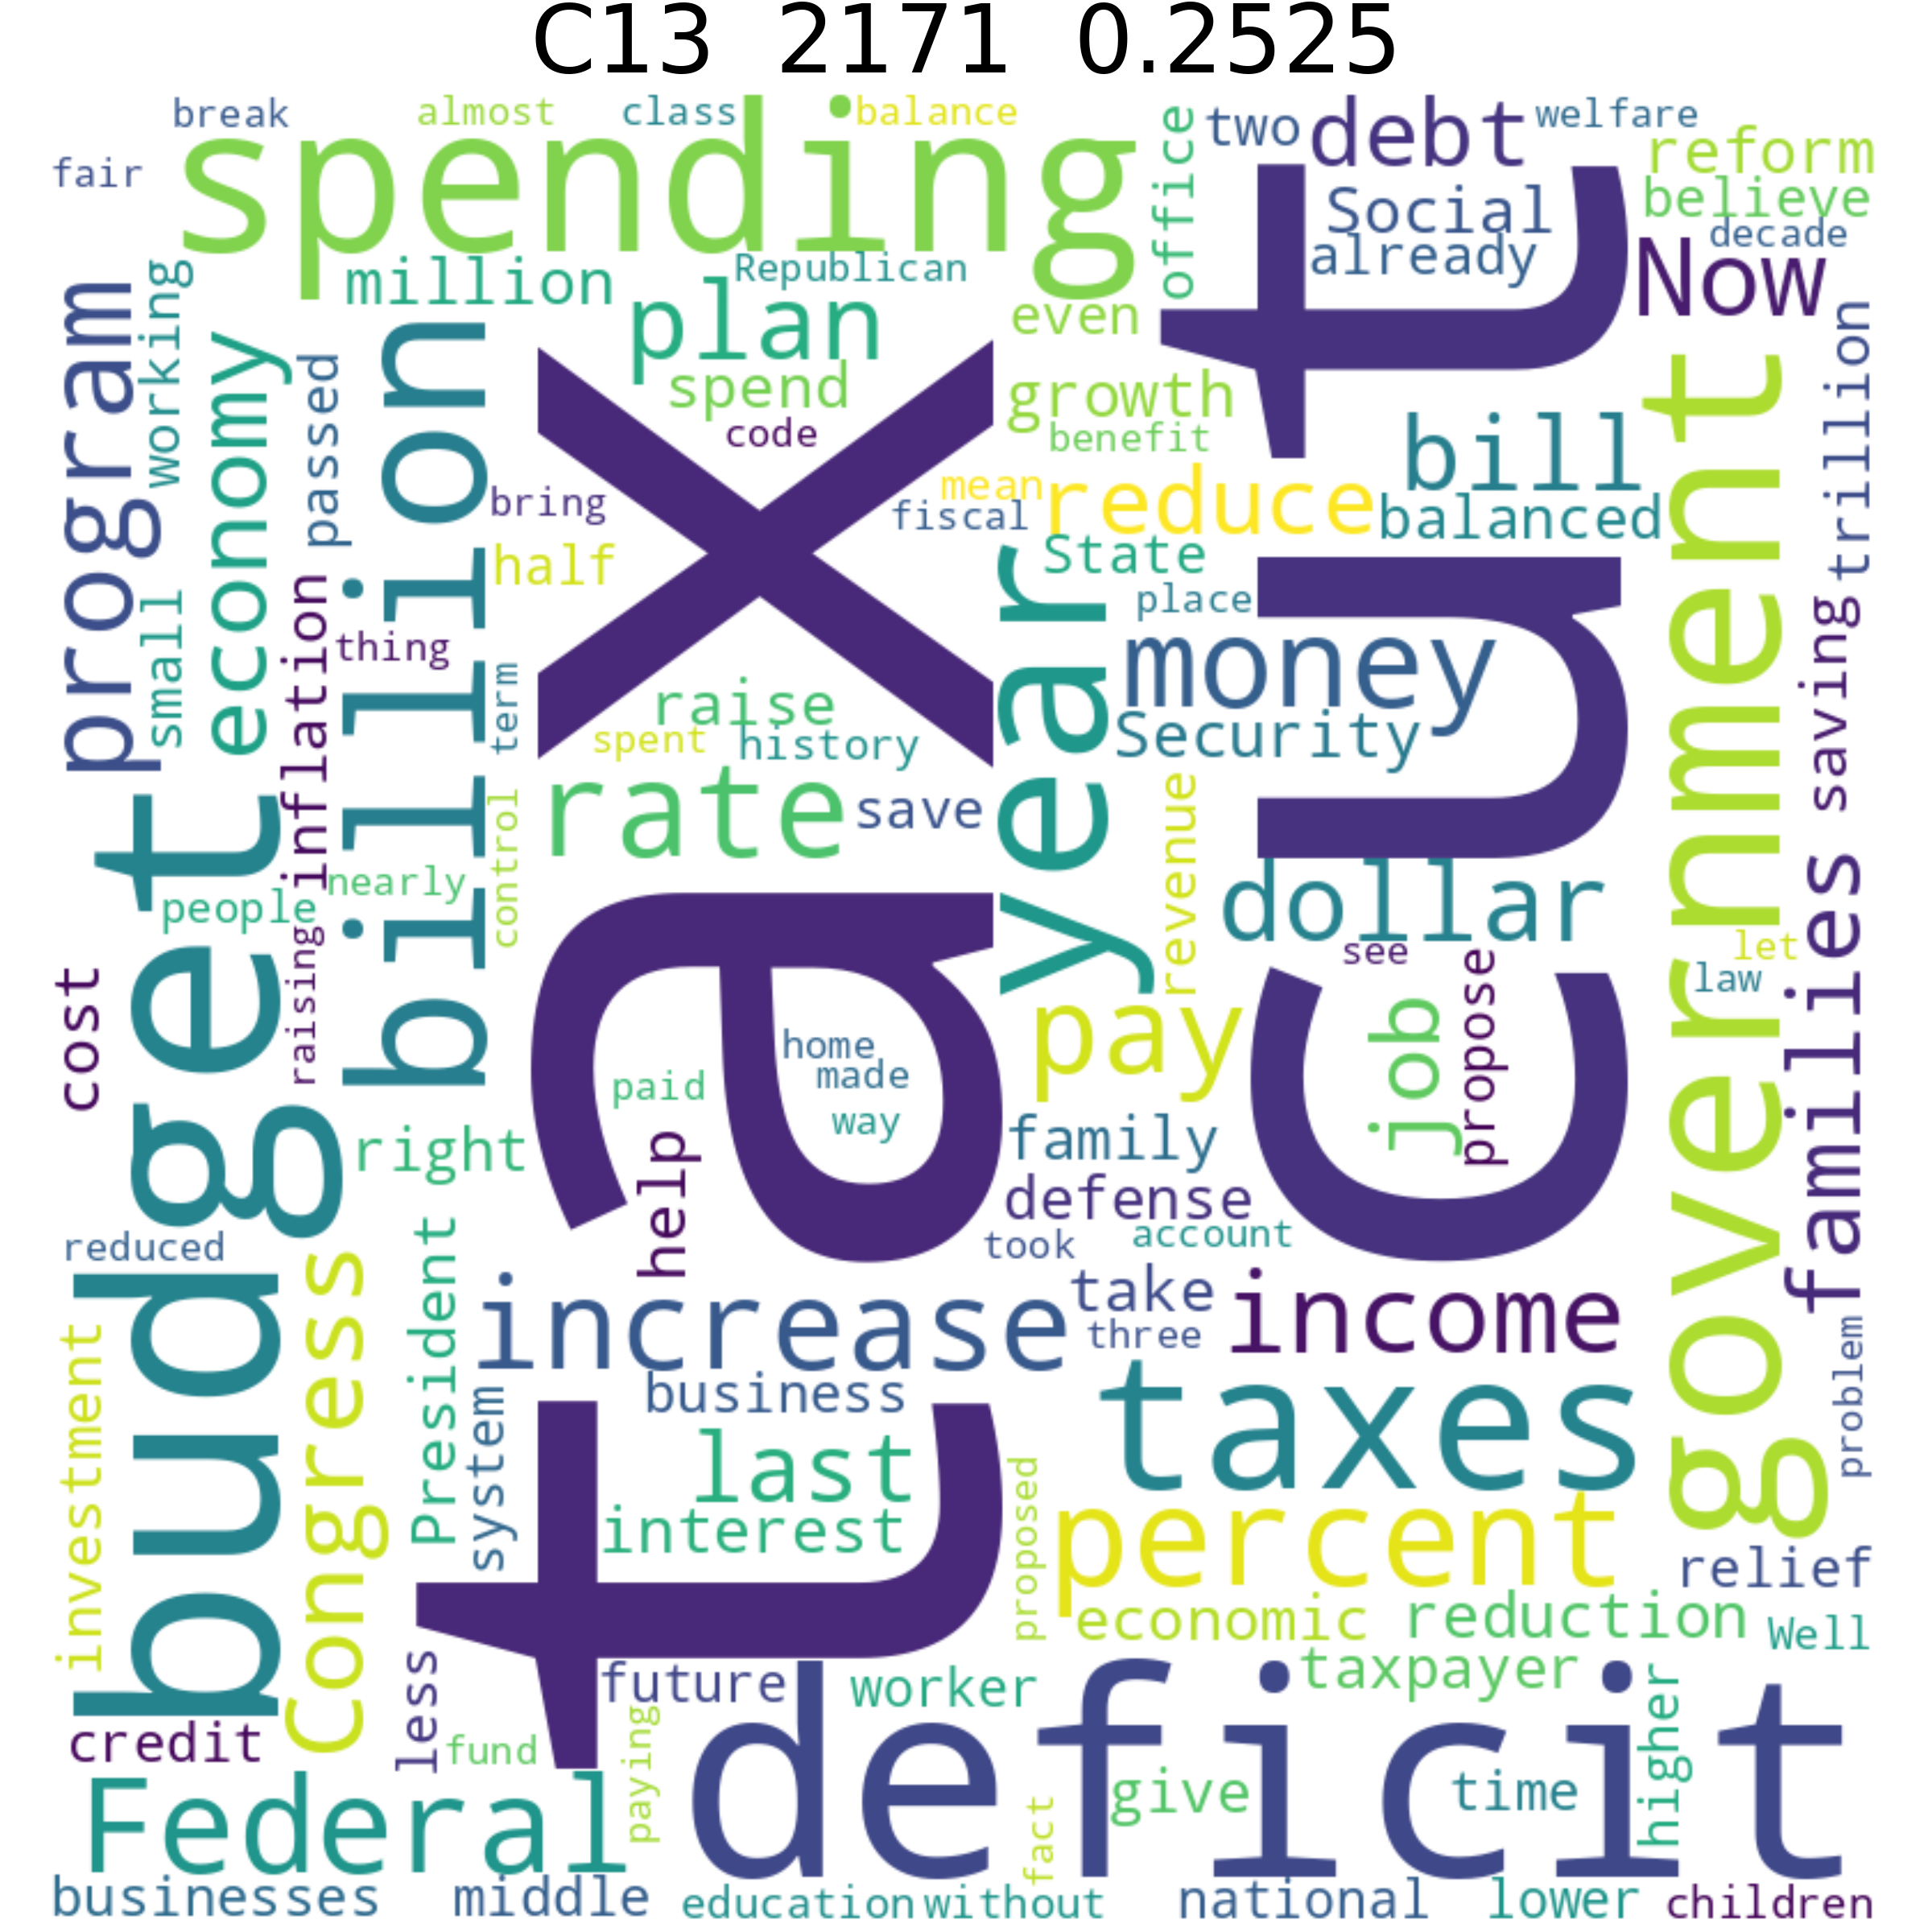 C13 2171 0.2525
break almost class balance two debt welfare
fair spending office reform
Social believe
already decade
million Republican Now
program working plan even
economy passed billion spend growth
code benefit bill trillion
bring mean reduce balanced
fiscal
half State
tax cut
small inflation thing place
year money government
term raise Security saving
spent history
rate save revenue
budget control dollar families
people nearly
raising see let
law
cost pay job propose
home
paid made
way
right help family
defense
reduced took account
Congress President increase take income
three problem
investment system business taxes
last
interest proposed percent
relief
economic reduction Well
less future worker taxpayer higher
credit fund paying deficit
Federal give time
fact
businesses middle education without national lower children